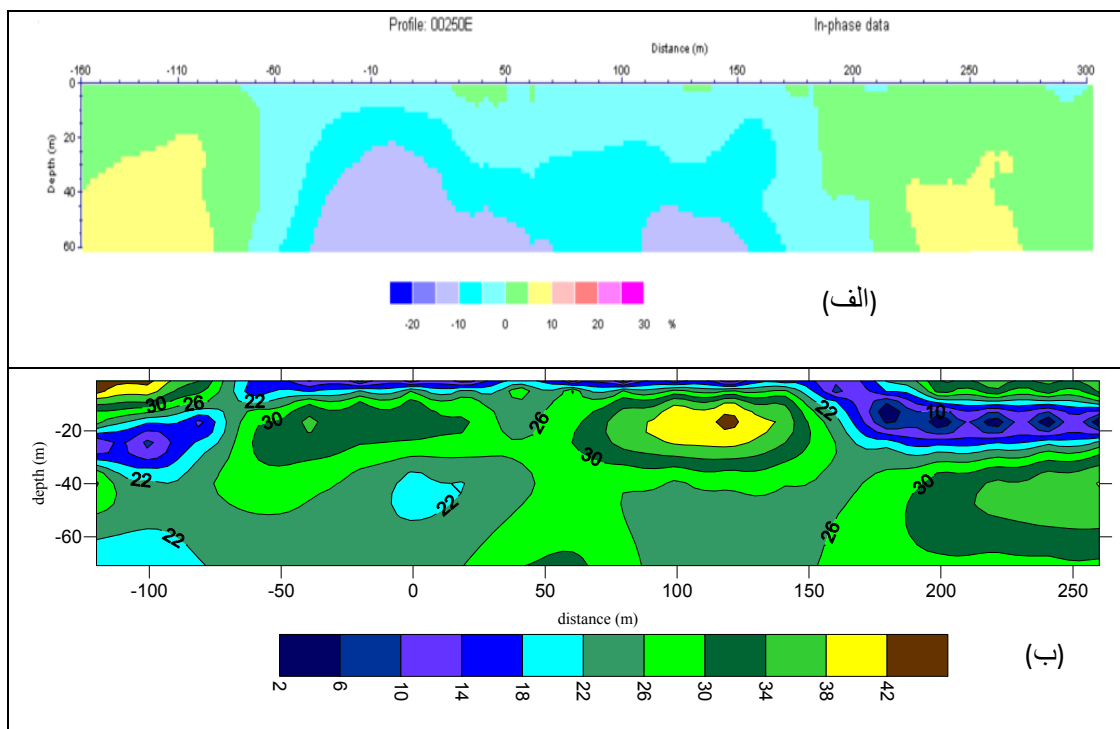 Profile: 00250E
In-phase data
Distance (m)
-160 -110 -60 -10 50 100 150 200 250 300
Depth (m)
0
20
40
60
-20 -10 0 10 20 30 %
(الف)
30 26 22 30 26 22 10
22 22 30 30
22 26
depth (m)
-20
-40
-60
-100 -50 0 50 100 150 200 250
distance (m)
2 6 10 14 18 22 26 30 34 38 42
(ب)